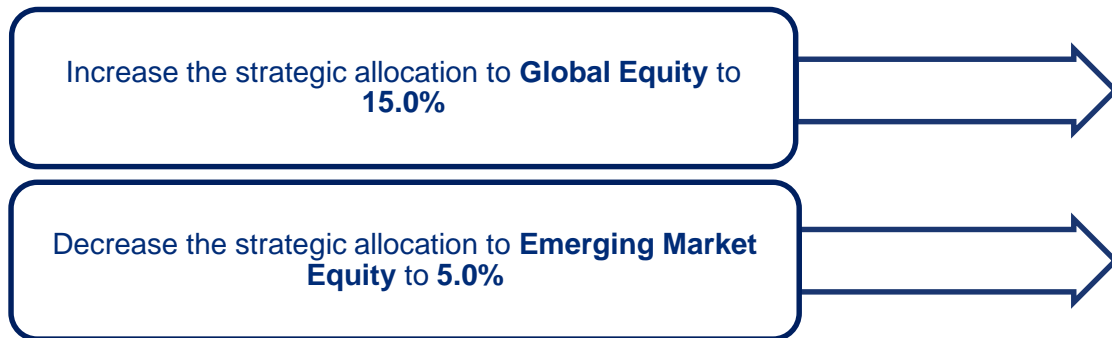 Increase the strategic allocation to Global Equity to
15.0%
Decrease the strategic allocation to Emerging Market
Equity to 5.0%